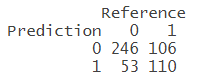 Reference
Prediction 0 1
0 246 106
1 53 110